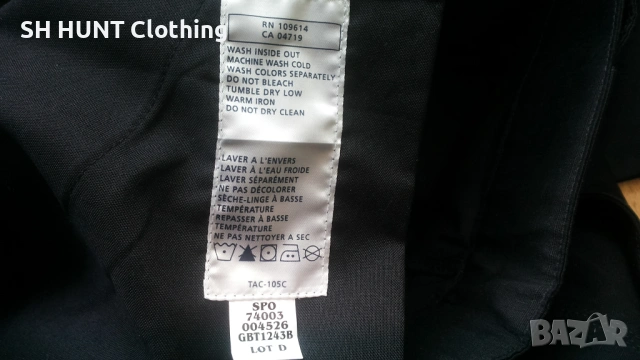 SH HUNT Clothing
RN 109614
CA 04719
WASH INSIDE OUT
MACHINE WASH COLD
WASH COLORS SEPARATELY
DO NOT BLEACH
TUMBLE DRY LOW
WARM IRON
DO NOT DRY CLEAN
LAVER A L'ENVERS
LAVER À L'EAU FROIDE
LAVER SÉPARÉMENT
NE PAS DÉCOLORER
SÈCHE-LINGE À BASSE
TEMPÉRATURE
REPASSER À BASSE
TEMPÉRATURE
NE PAS NETTOYER A SEC
TAC-105C
SPO
74003
004526
GBT1243B
LOT D
BAZAR